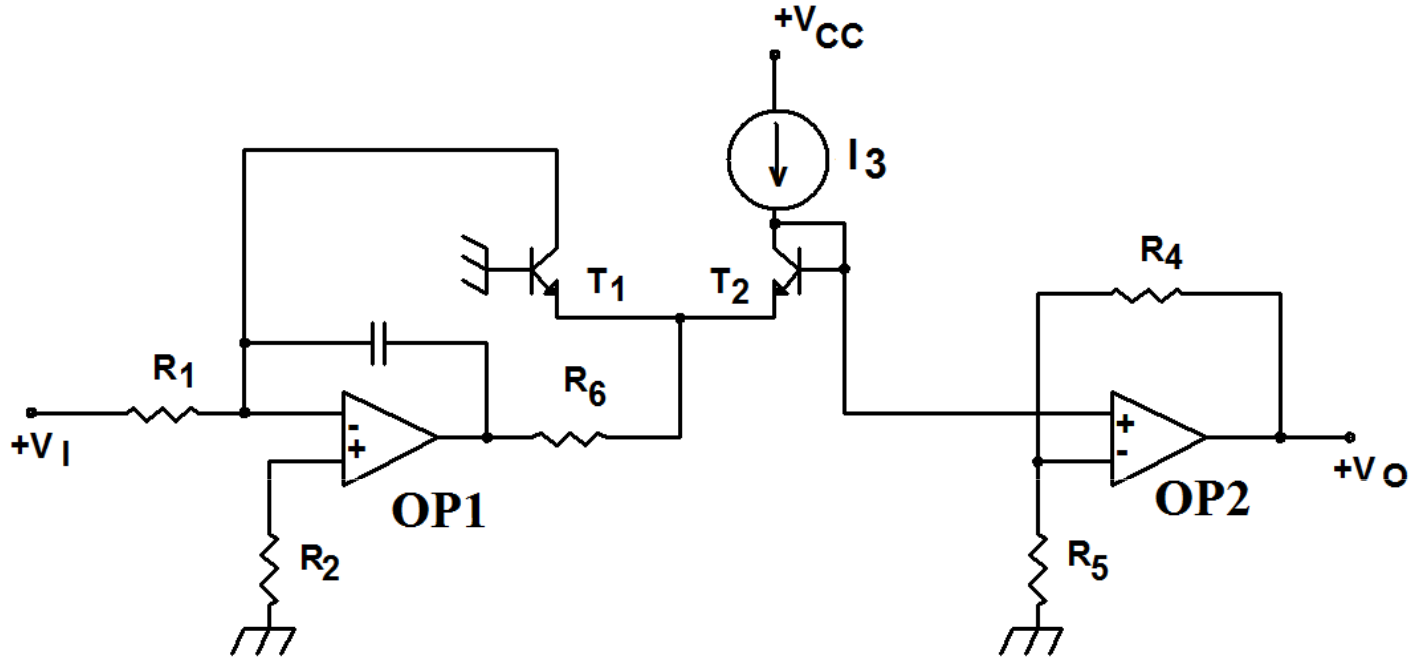 +VCC
I3
T1
T2
R4
R1
R6
+VI
-
+
+
-
+VO
OP1
OP2
R2
R5